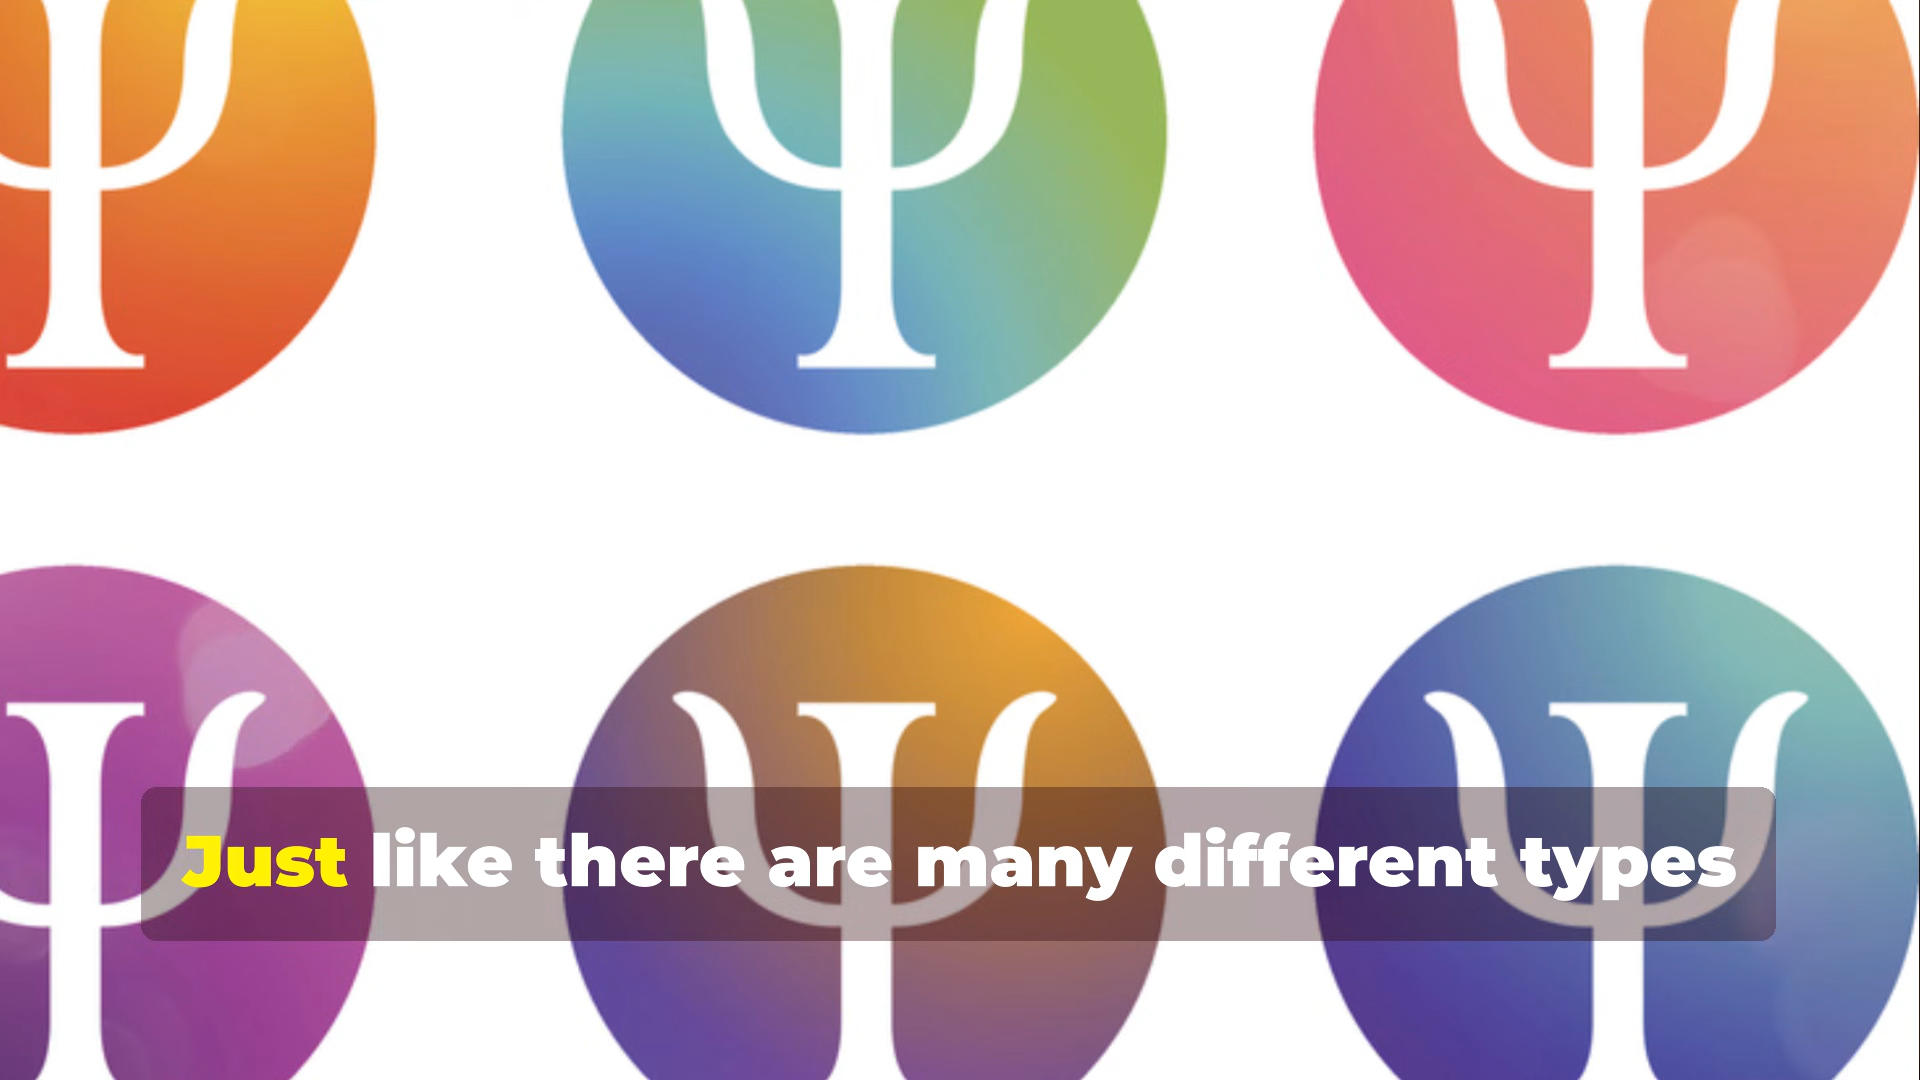 Ψ Ψ Ψ
Ψ Ψ Ψ
Just like there are many different types